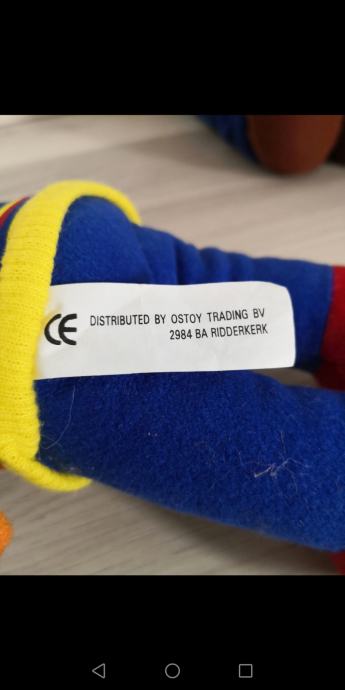 CE DISTRIBUTED BY OSTOY TRADING BV
2984 BA RIDDERKERK